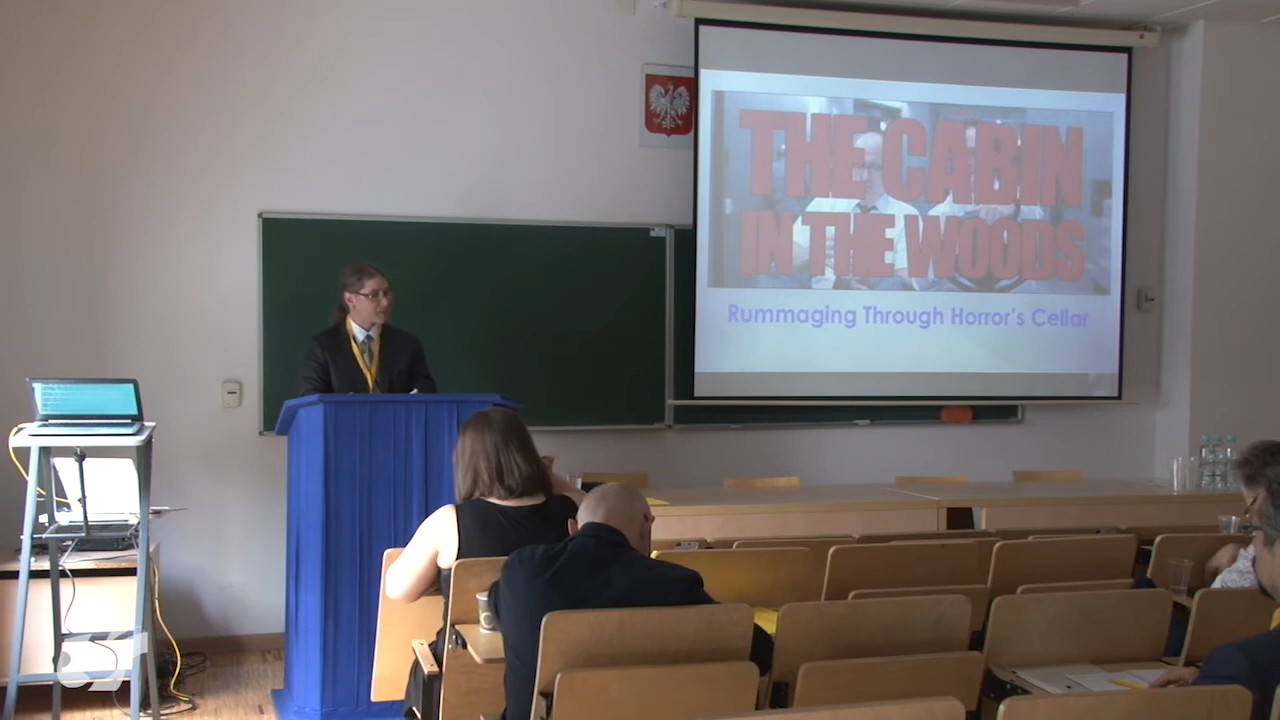 THE CABIN
IN THE WOODS
Rummaging Through Horror's Cellar